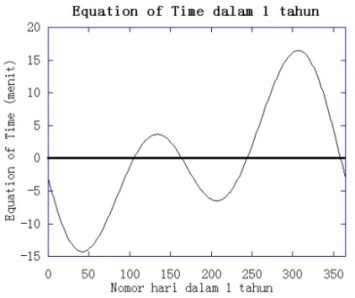 Equation of Time dalam 1 tahun
Equation of Time (menit)
20
15
10
5
0
-5
-10
-15
0 50 100 150 200 250 300 350
Nomor hari dalam 1 tahun